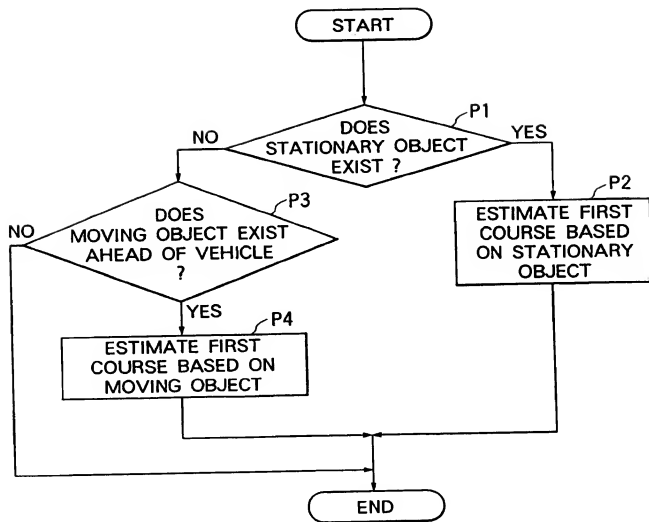 START
P1
DOES
STATIONARY OBJECT
EXIST ?
NO
YES
P3
DOES
MOVING OBJECT EXIST
AHEAD OF VEHICLE
?
NO
YES
P2
ESTIMATE FIRST
COURSE BASED
ON STATIONARY
OBJECT
P4
ESTIMATE FIRST
COURSE BASED ON
MOVING OBJECT
END